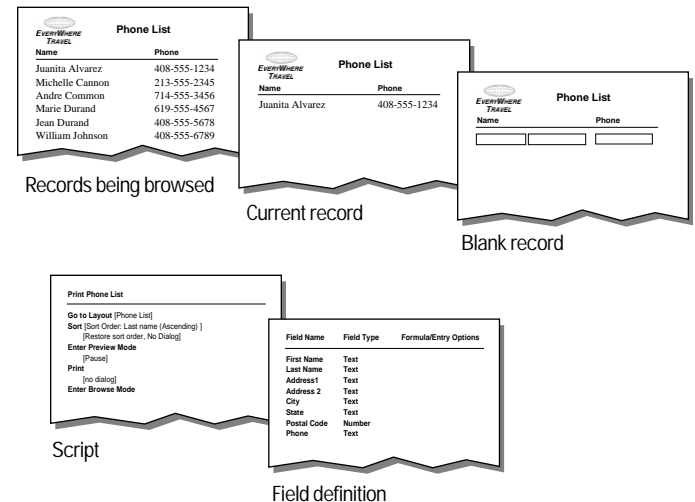 EVERYWHERE
TRAVEL
Phone List
Name Phone
Juanita Alvarez 408-555-1234
Michelle Cannon 213-555-2345
Andre Common 714-555-3456
Marie Durand 619-555-4567
Jean Durand 408-555-5678
William Johnson 408-555-6789
Records being browsed
EVERYWHERE
TRAVEL
Phone List
Name Phone
Juanita Alvarez 408-555-1234
Current record
EVERYWHERE
TRAVEL
Phone List
Name Phone
Blank record
Print Phone List
Go to Layout [Phone List]
Sort [Sort Order: Last name (Ascending) ]
[Restore sort order, No Dialog]
Enter Preview Mode
[Pause]
Print
[no dialog]
Enter Browse Mode
Script
Field Name Field Type Formula/Entry Options
First Name Text
Last Name Text
Address1 Text
Address 2 Text
City Text
State Text
Postal Code Number
Phone Text
Field definition